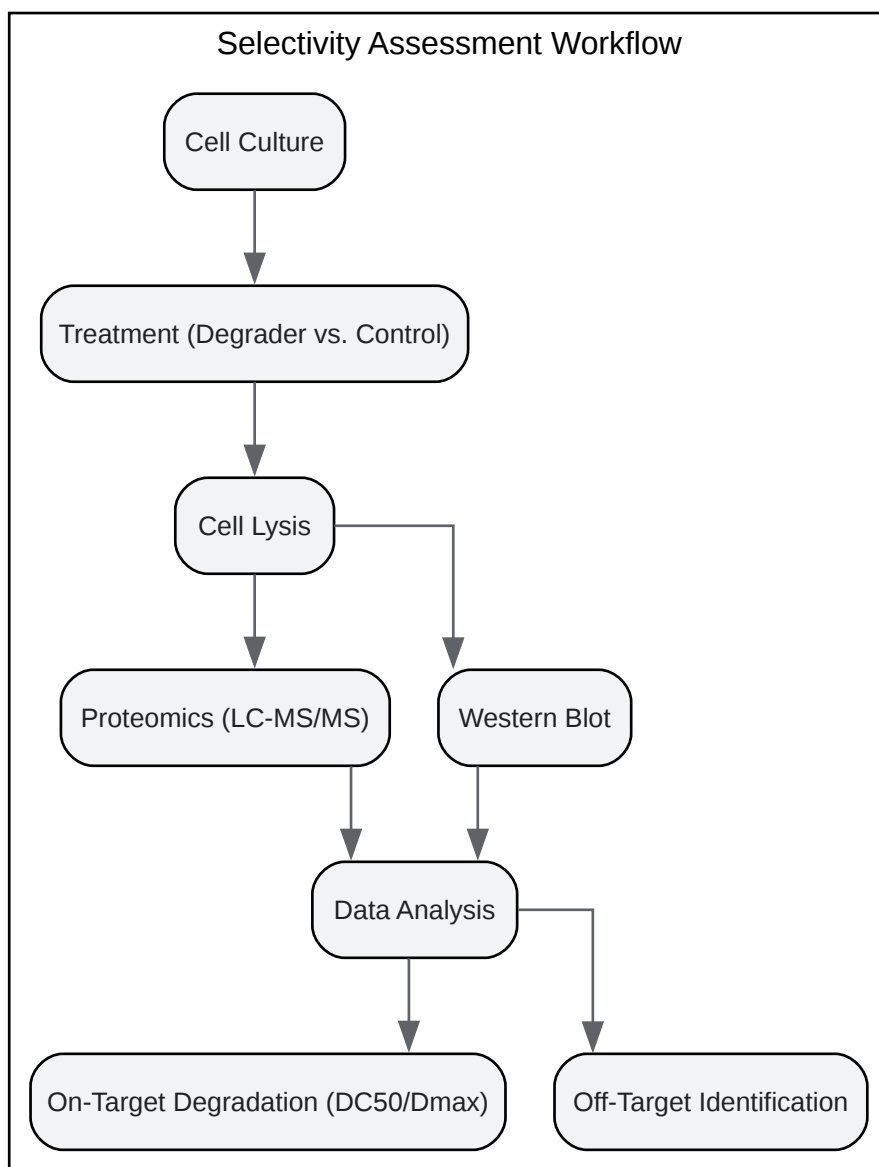 Selectivity Assessment Workflow
Cell Culture
Treatment (Degrader vs. Control)
Cell Lysis
Proteomics (LC-MS/MS)
Western Blot
Data Analysis
On-Target Degradation (DC50/Dmax)
Off-Target Identification